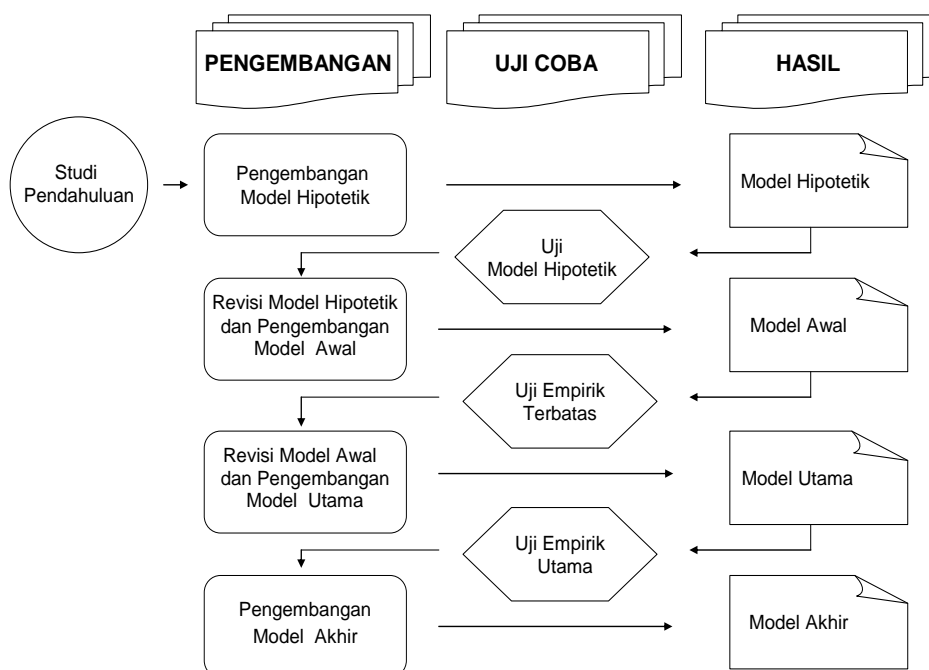 PENGEMBANGAN
UJI COBA
HASIL
Studi
Pendahuluan
Pengembangan
Model Hipotetik
Model Hipotetik
Uji
Model Hipotetik
Revisi Model Hipotetik
dan Pengembangan
Model Awal
Model Awal
Uji Empirik
Terbatas
Revisi Model Awal
dan Pengembangan
Model Utama
Model Utama
Uji Empirik
Utama
Pengembangan
Model Akhir
Model Akhir